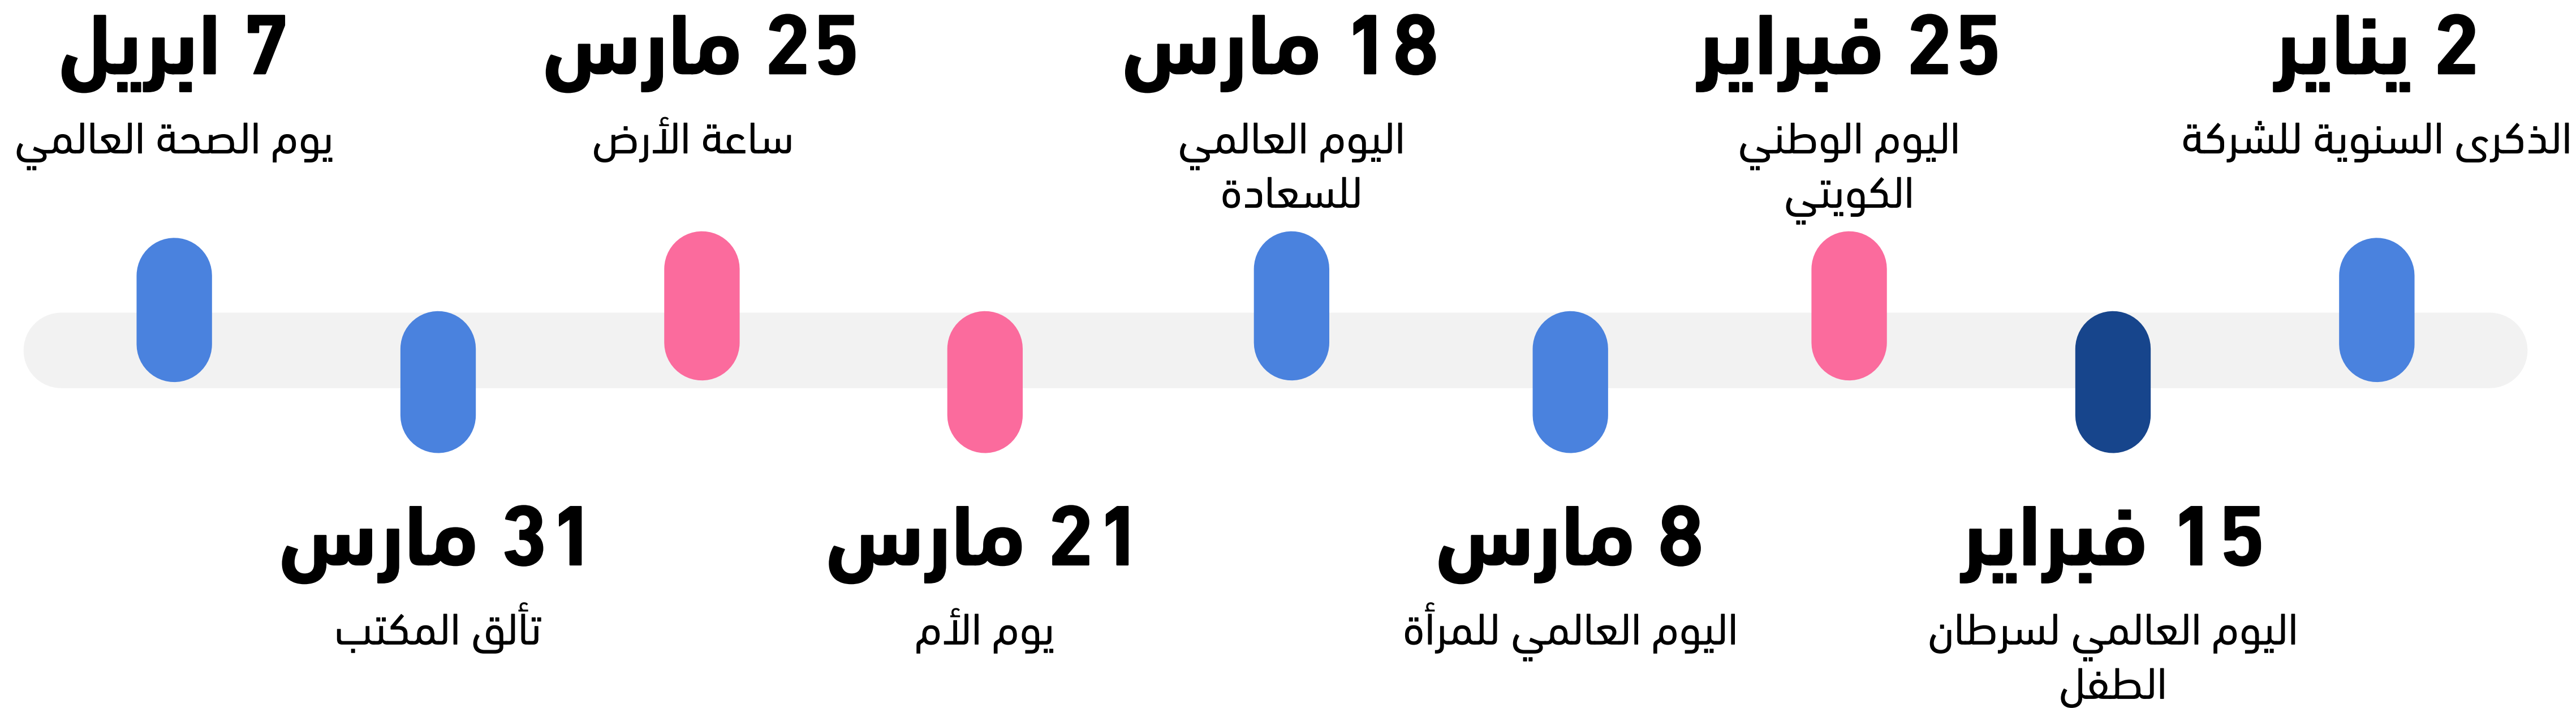 2 يناير
الذكرى السنوية للشركة
15 فبراير
اليوم العالمي لسرطان
الطفل
25 فبراير
اليوم الوطني
الكويتي
8 مارس
اليوم العالمي للمرأة
18 مارس
اليوم العالمي
للسعادة
21 مارس
يوم الأم
25 مارس
ساعة الأرض
31 مارس
تألق المكتب
7 ابريل
يوم الصحة العالمي